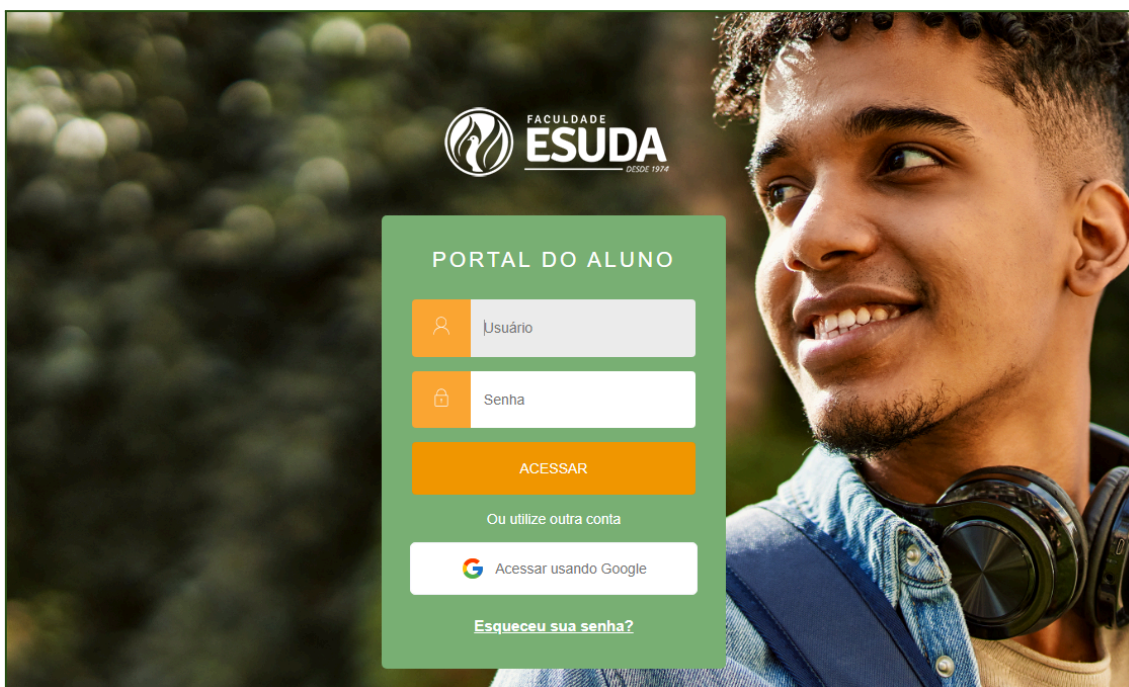 FACULDADE
ESUDA
DESDE 1974
PORTAL DO ALUNO
Usuário
Senha
ACESSAR
Ou utilize outra conta
Acessar usando Google
Esqueceu sua senha?